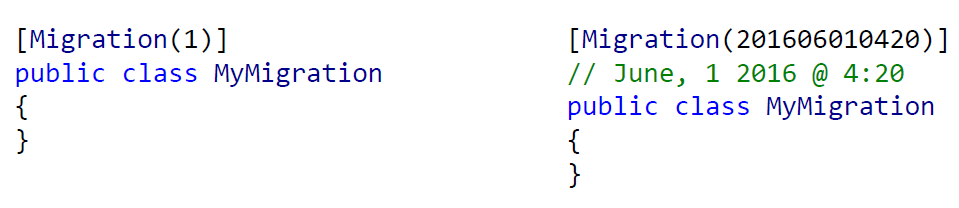 [Migration(1)]
public class MyMigration
{
}
[Migration(201606010420)]
// June, 1 2016 @ 4:20
public class MyMigration
{
}